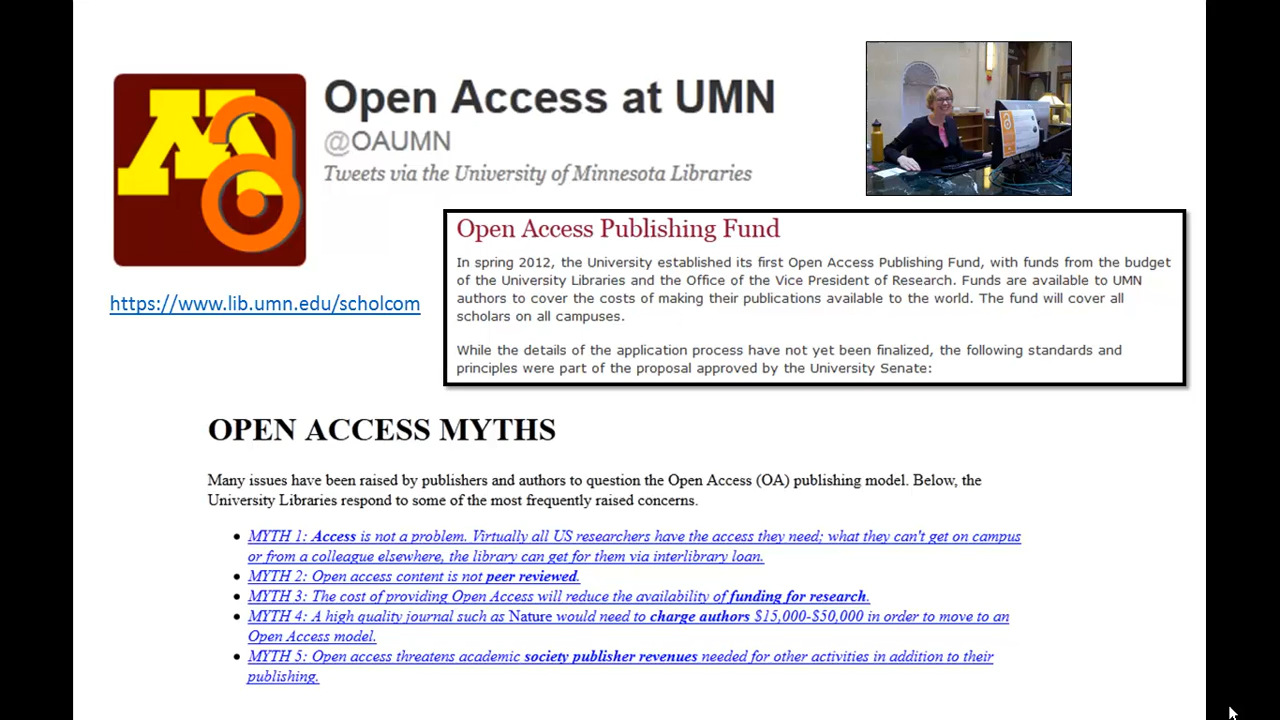 Open Access at UMN
@OAUMN
Tweets via the University of Minnesota Libraries
https://www.lib.umn.edu/scholcom
Open Access Publishing Fund
In spring 2012, the University established its first Open Access Publishing Fund, with funds from the budget
of the University Libraries and the Office of the Vice President of Research. Funds are available to UMN
authors to cover the costs of making their publications available to the world. The fund will cover all
scholars on all campuses.
While the details of the application process have not yet been finalized, the following standards and
principles were part of the proposal approved by the University Senate:
OPEN ACCESS MYTHS
Many issues have been raised by publishers and authors to question the Open Access (OA) publishing model. Below, the
University Libraries respond to some of the most frequently raised concerns.
• MYTH 1: Access is not a problem. Virtually all US researchers have the access they need; what they can't get on campus
or from a colleague elsewhere, the library can get for them via interlibrary loan.
• MYTH 2: Open access content is not peer reviewed.
• MYTH 3: The cost of providing Open Access will reduce the availability of funding for research.
• MYTH 4: A high quality journal such as Nature would need to charge authors $15,000-$50,000 in order to move to an
Open Access model.
• MYTH 5: Open access threatens academic society publisher revenues needed for other activities in addition to their
publishing.